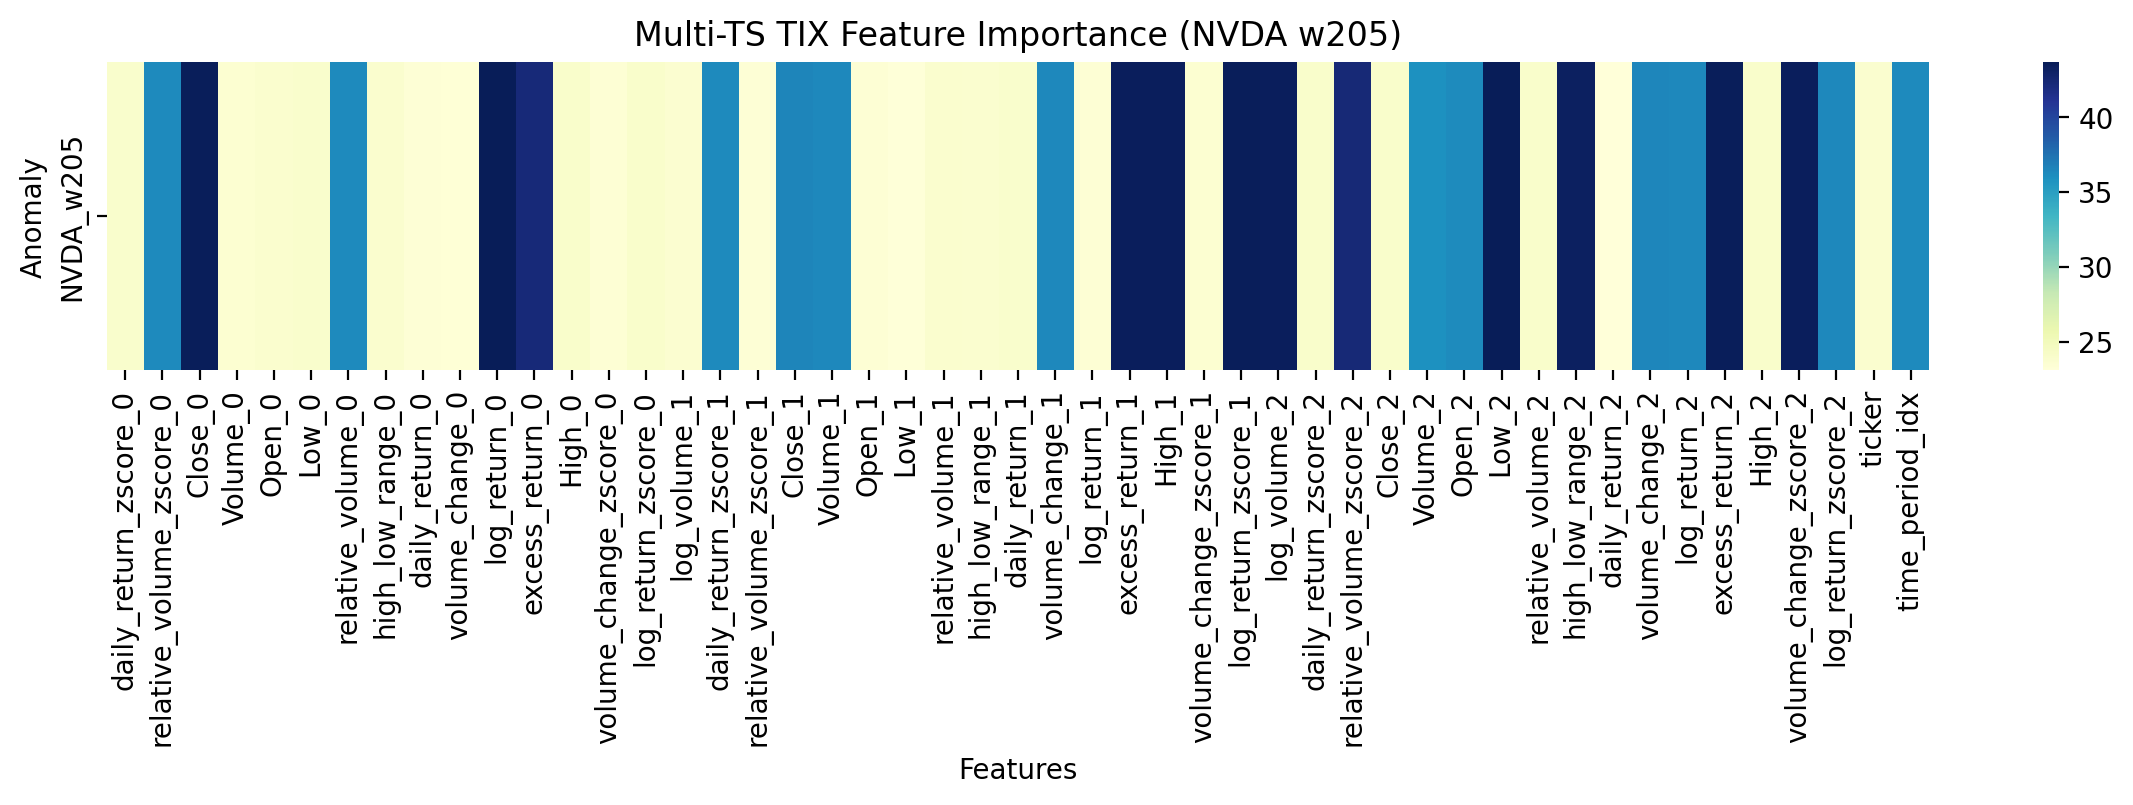 Multi-TS TIX Feature Importance (NVDA w205)
Anomaly
NVDA_w205
40
35
30
25
daily_return_zscore_0
relative_volume_zscore_0
Close_0
Volume_0
Open_0
Low_0
relative_volume_0
high_low_range_0
daily_return_0
volume_change_0
log_return_0
excess_return_0
High_0
volume_change_zscore_0
log_return_zscore_0
log_volume_1
daily_return_zscore_1
relative_volume_zscore_1
Close_1
Volume_1
Open_1
Low_1
relative_volume_1
high_low_range_1
daily_return_1
volume_change_1
log_return_1
excess_return_1
High_1
volume_change_zscore_1
log_return_zscore_1
log_volume_2
daily_return_zscore_2
relative_volume_zscore_2
Close_2
Volume_2
Open_2
Low_2
relative_volume_2
high_low_range_2
daily_return_2
volume_change_2
log_return_2
excess_return_2
High_2
volume_change_zscore_2
log_return_zscore_2
ticker
time_period_idx
Features